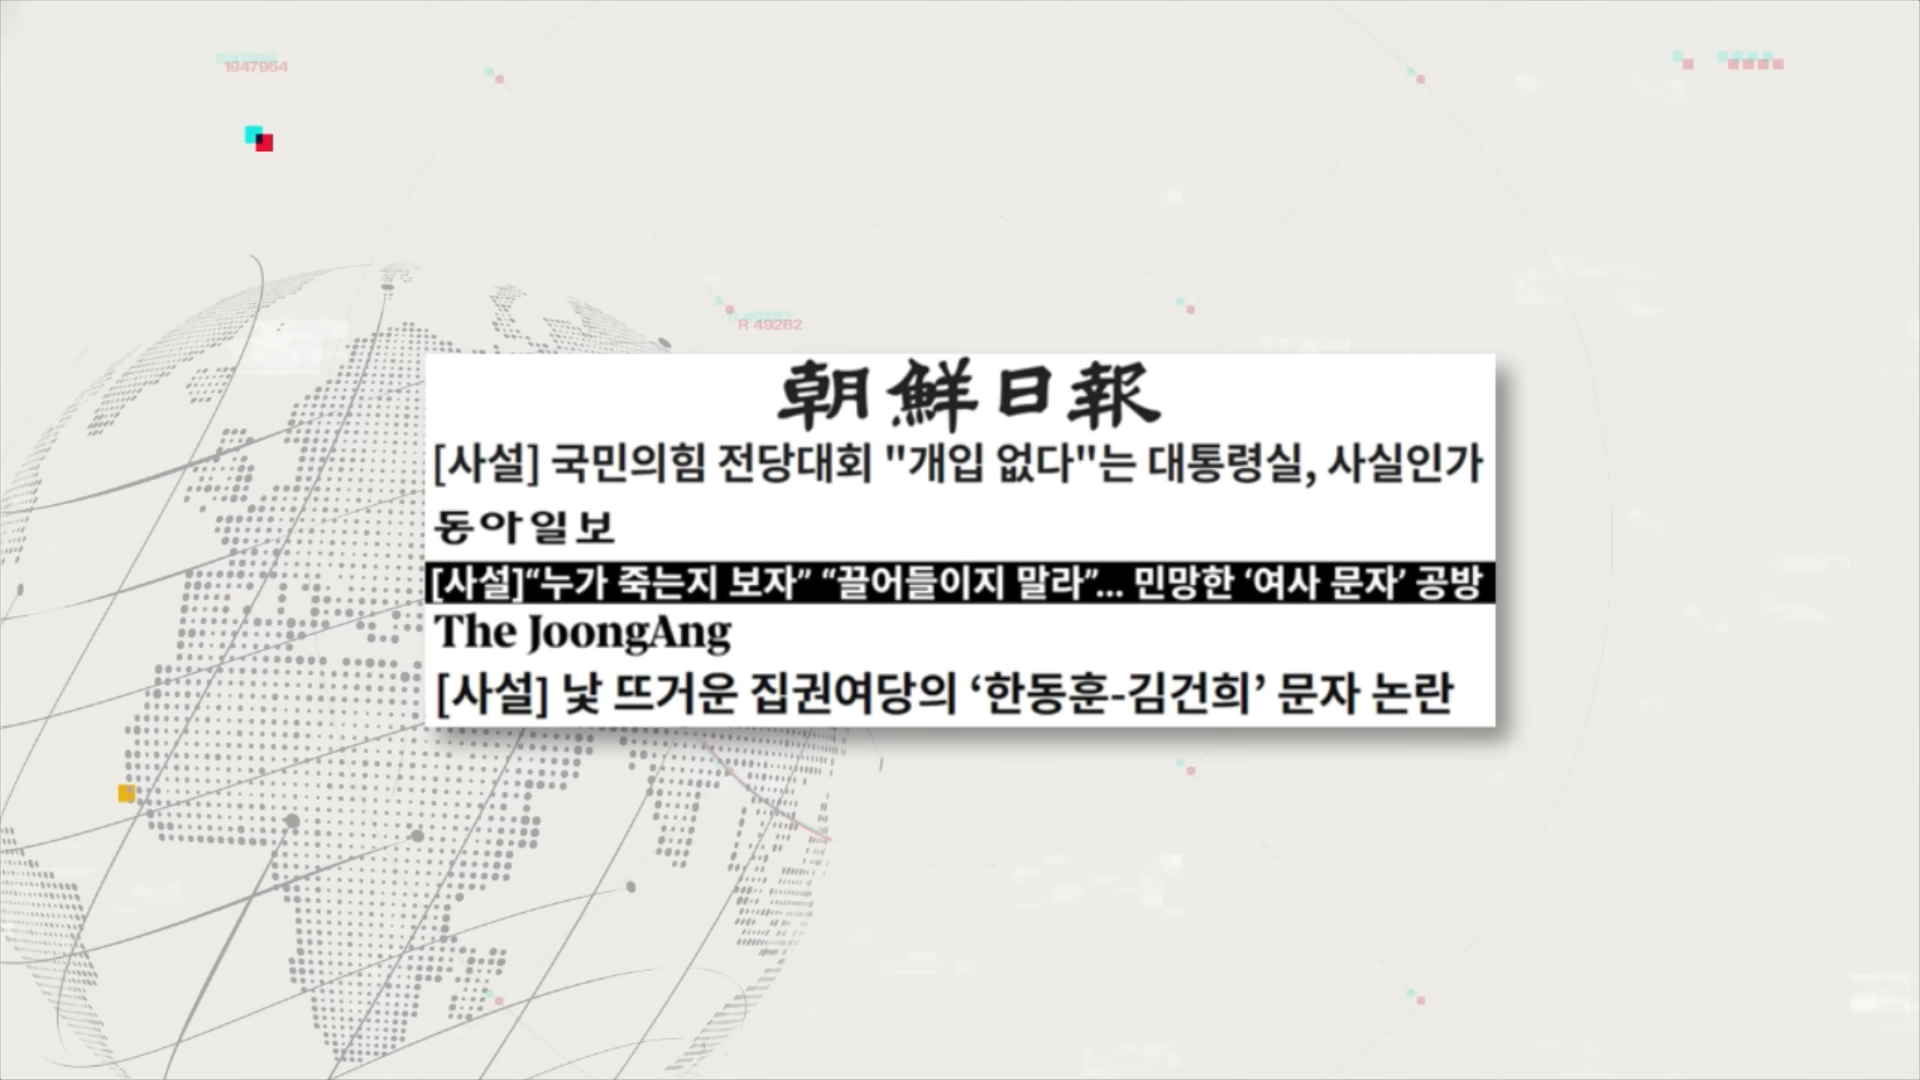 1947954
R 49262
朝鮮日報
[사설] 국민의힘 전당대회 "개입 없다"는 대통령실, 사실인가
동아일보
[사설]“누가 죽는지 보자” “끌어들이지 말라”... 민망한 ‘여사 문자’ 공방
The JoongAng
[사설] 낯 뜨거운 집권여당의 ‘한동훈-김건희’ 문자 논란